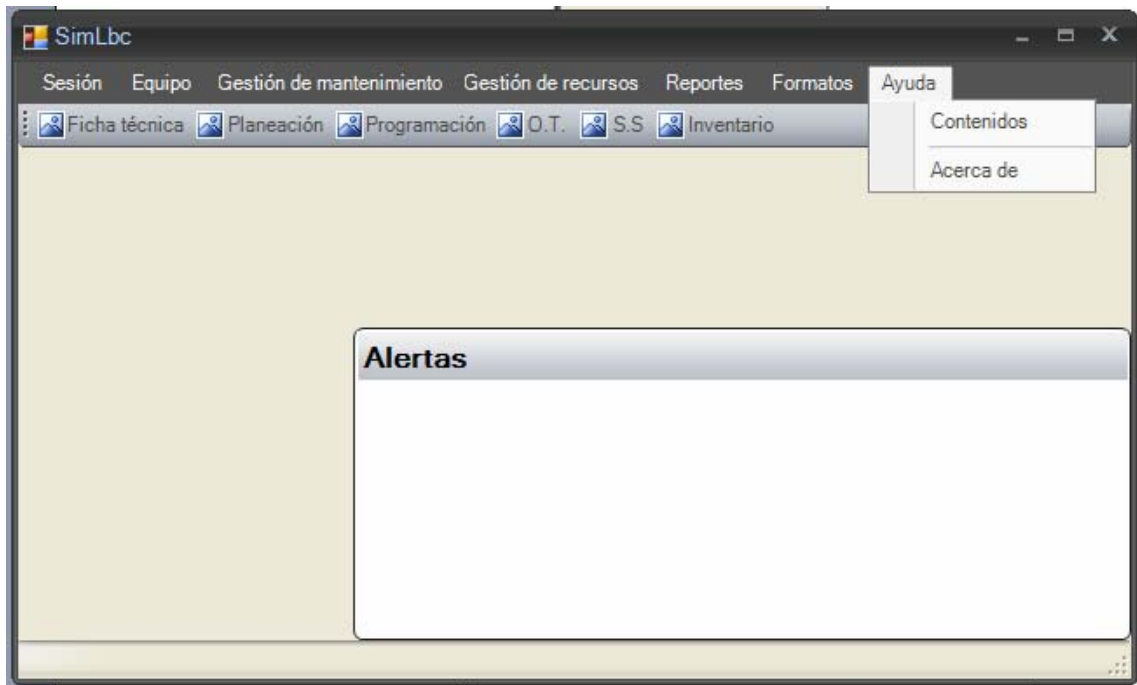 SimLbc
Sesión Equipo Gestión de mantenimiento Gestión de recursos Reportes Formatos Ayuda
Ficha técnica Planeación Programación O.T. S.S Inventario
Contenidos
Acerca de
Alertas